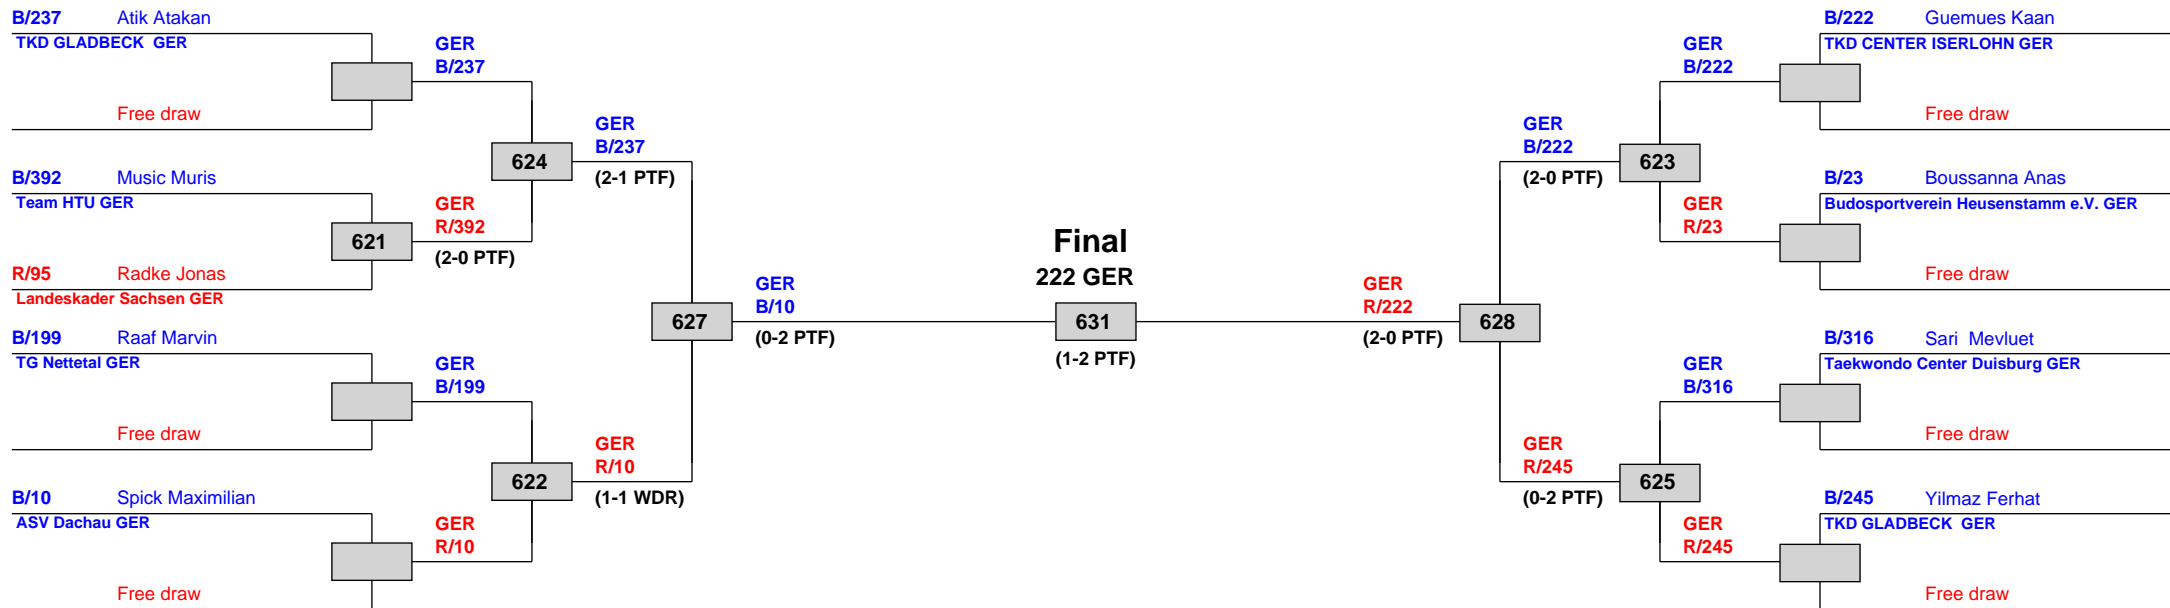 B/237 Atik Atakan
TKD GLADBECK GER
Free draw
B/392 Music Muris
Team HTU GER
R/95 Radke Jonas
Landeskader Sachsen GER
B/199 Raaf Marvin
TG Nettetal GER
Free draw
B/10 Spick Maximilian
ASV Dachau GER
Free draw
621
GER
B/237
GER
R/392
(2-0 PTF)
GER
B/199
GER
R/10
624
622
GER
B/237
(2-1 PTF)
GER
R/10
(1-1 WDR)
627
GER
B/10
(0-2 PTF)
Final
222 GER
631
(1-2 PTF)
GER
R/222
(2-0 PTF)
628
GER
B/222
(2-0 PTF)
GER
R/245
(0-2 PTF)
623
625
GER
B/222
GER
R/23
GER
B/316
GER
R/245
B/222 Guemues Kaan
TKD CENTER ISERLOHN GER
Free draw
B/23 Boussanna Anas
Budosportverein Heusenstamm e.V. GER
Free draw
B/316 Sari Mevluet
Taekwondo Center Duisburg GER
Free draw
B/245 Yilmaz Ferhat
TKD GLADBECK GER
Free draw